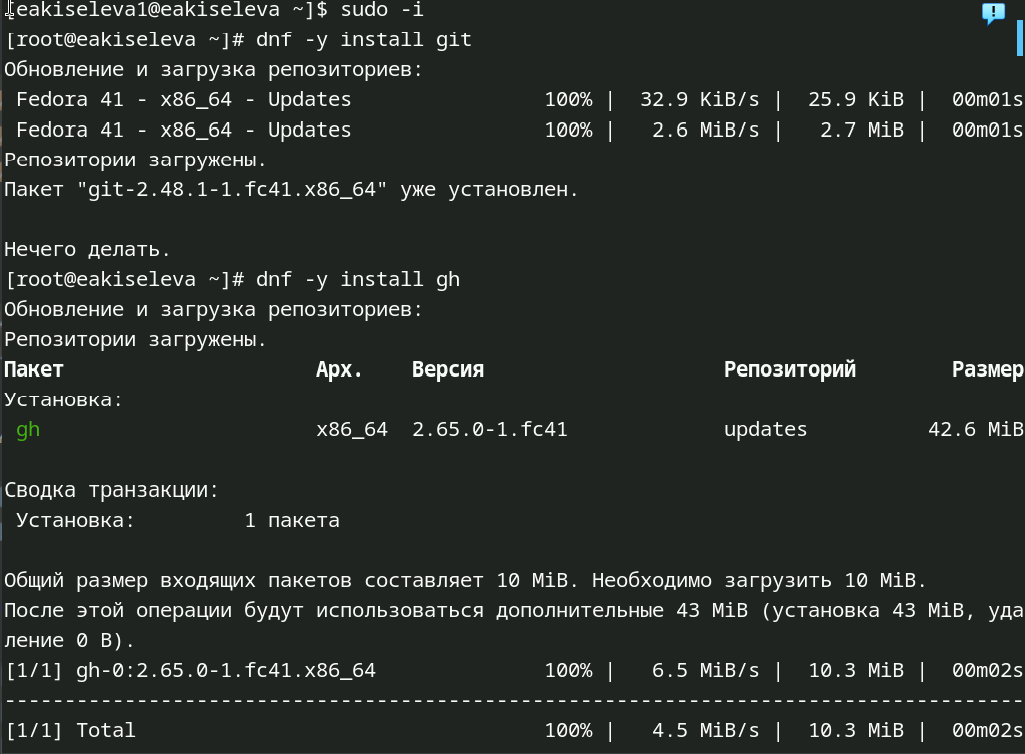 [eakiseleva1@eakiseleva ~]$ sudo -i
[root@eakiseleva ~]# dnf -y install git
Обновление и загрузка репозиториев:
 Fedora 41 - x86_64 - Updates                100% |  32.9 KiB/s |  25.9 KiB |  00m01s
 Fedora 41 - x86_64 - Updates                100% |   2.6 MiB/s |   2.7 MiB |  00m01s
Репозитории загружены.
Пакет "git-2.48.1-1.fc41.x86_64" уже установлен.

Нечего делать.
[root@eakiseleva ~]# dnf -y install gh
Обновление и загрузка репозиториев:
Репозитории загружены.
Пакет                     Арх.    Версия                    Репозиторий        Размер
Установка:
 gh                       x86_64  2.65.0-1.fc41             updates          42.6 MiB

Сводка транзакции:
 Установка:         1 пакета

Общий размер входящих пакетов составляет 10 MiB. Необходимо загрузить 10 MiB.
После этой операции будут использоваться дополнительные 43 MiB (установка 43 MiB, уда
ление 0 B).
[1/1] gh-0:2.65.0-1.fc41.x86_64              100% |   6.5 MiB/s |  10.3 MiB |  00m02s
-------------------------------------------------------------------------------------
[1/1] Total                                  100% |   4.5 MiB/s |  10.3 MiB |  00m02s